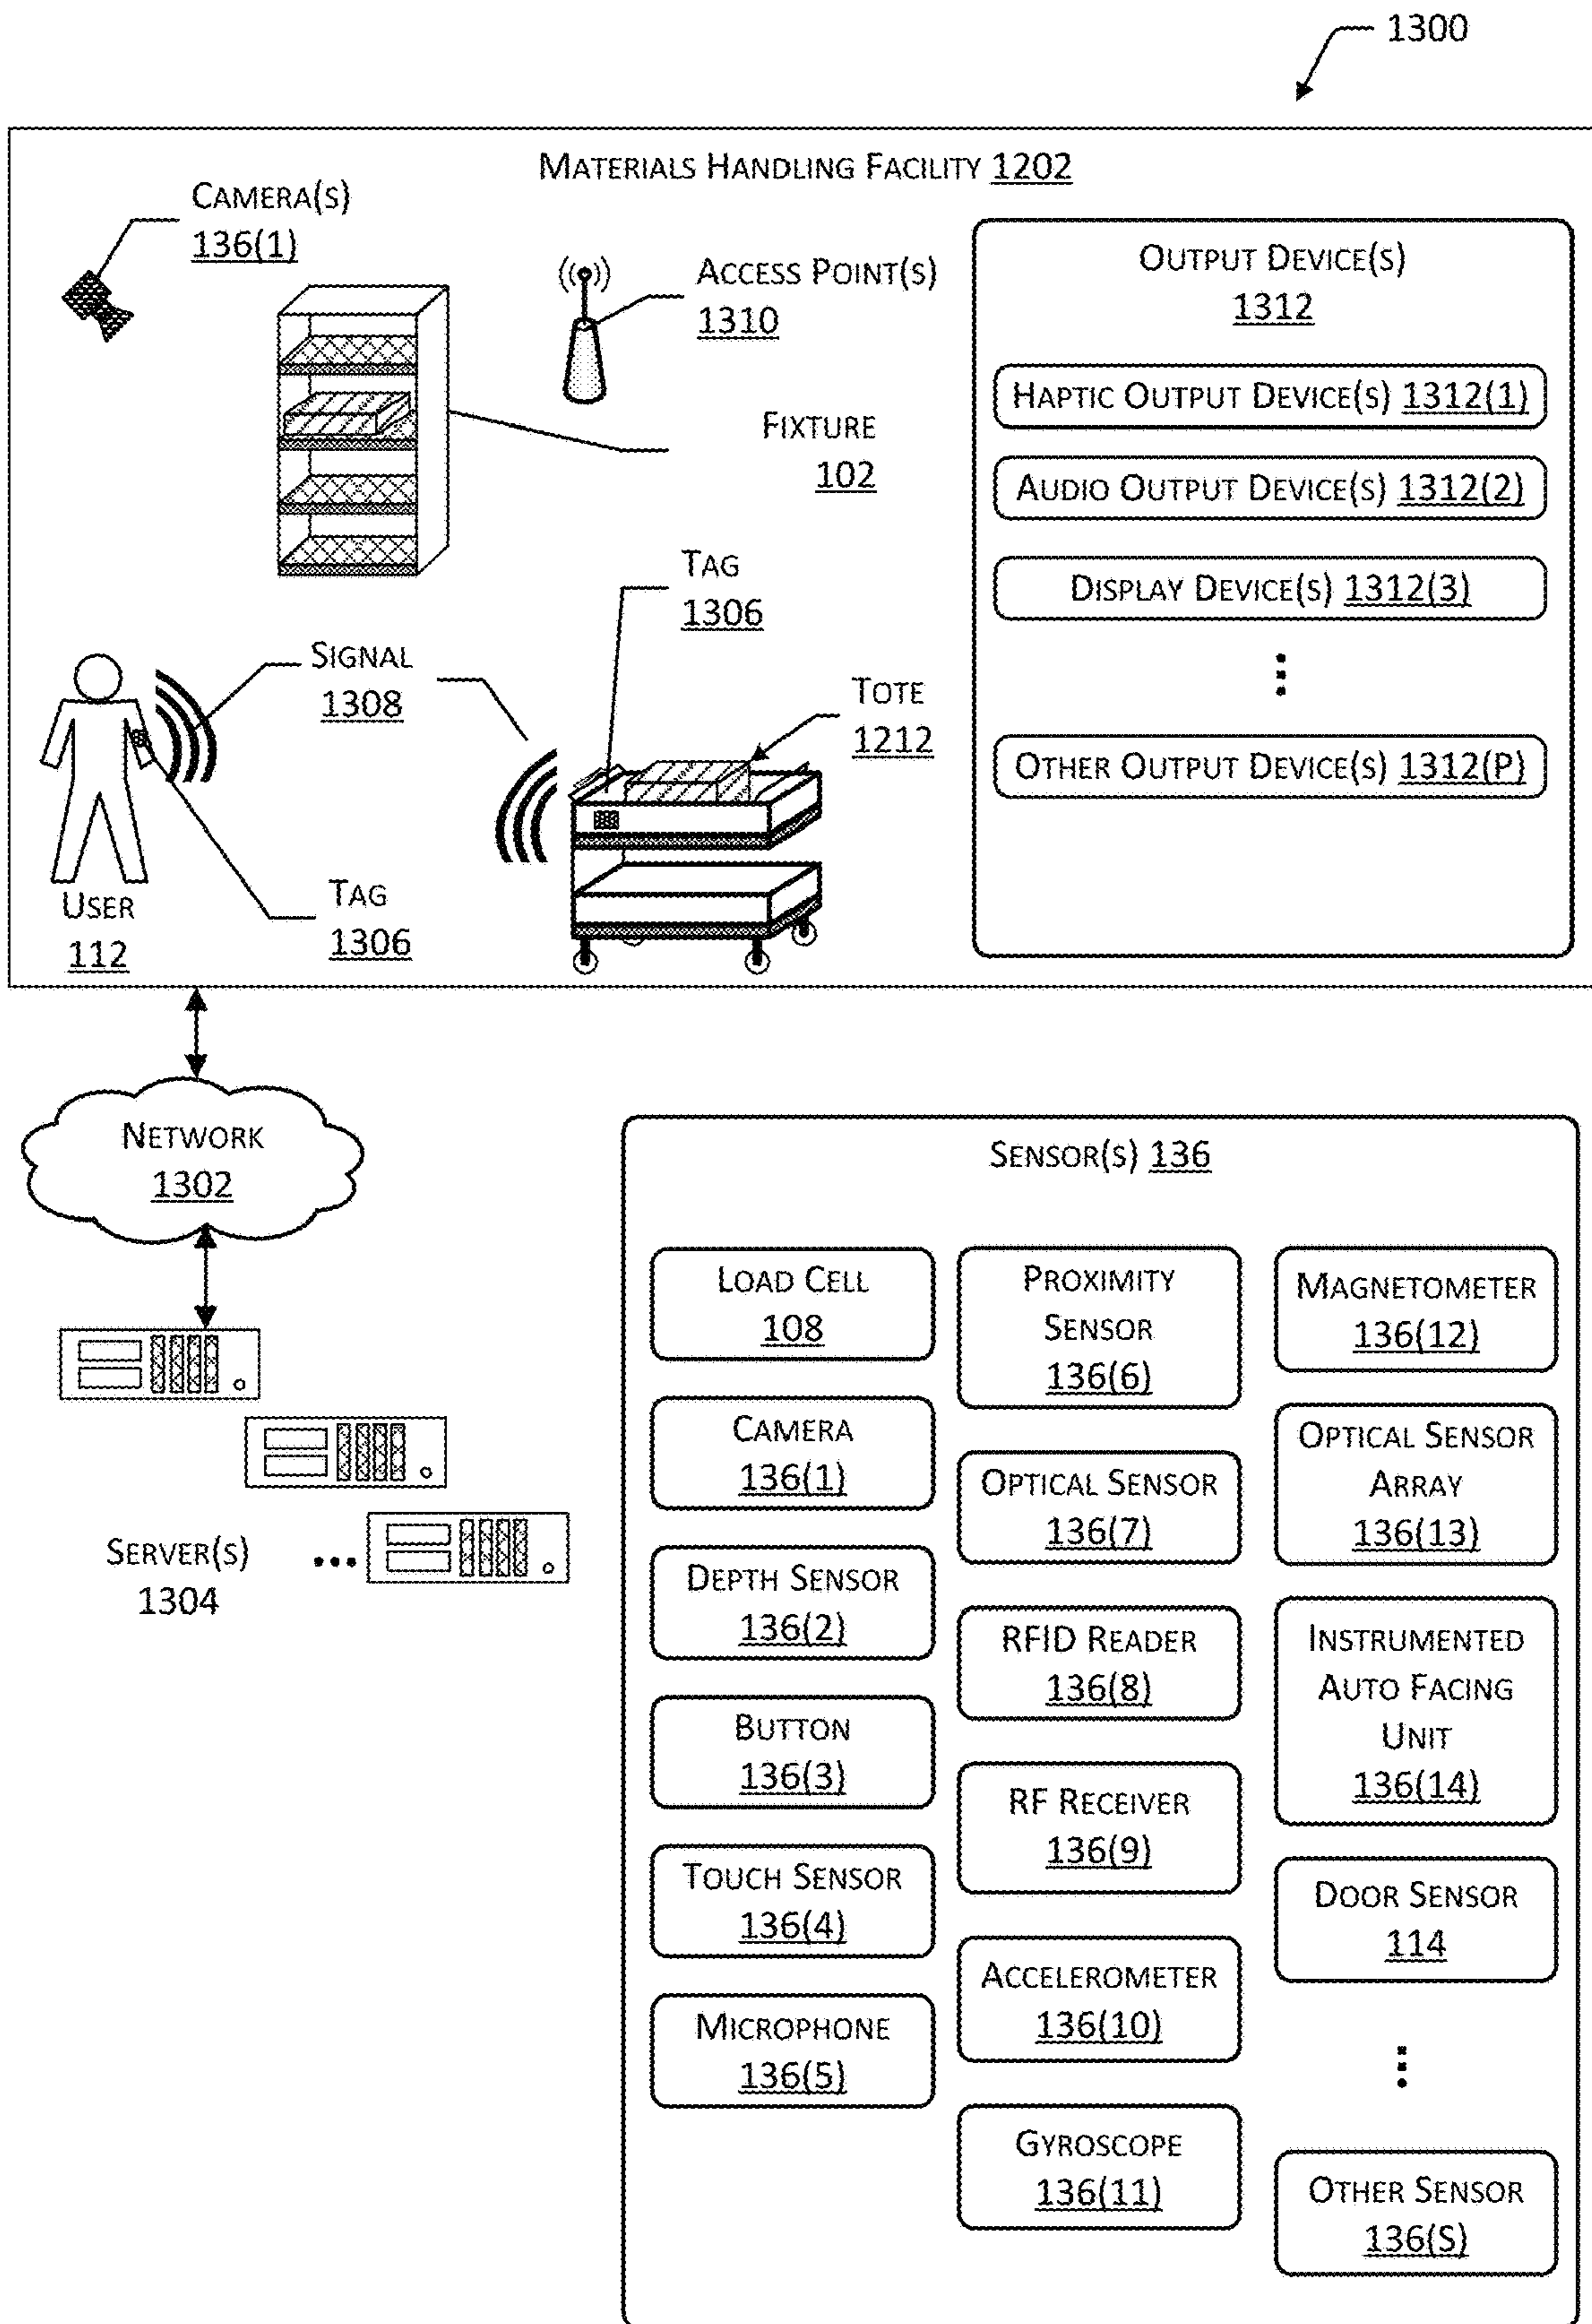 1300
MATERIALS HANDLING FACILITY 1202
CAMERA(S)
136(1)
ACCESS POINT(S)
1310
FIXTURE
102
TAG
1306
SIGNAL
1308
TOTE
1212
USER
112
TAG
1306
OUTPUT DEVICE(S)
1312
HAPTIC OUTPUT DEVICE(S) 1312(1)
AUDIO OUTPUT DEVICE(S) 1312(2)
DISPLAY DEVICE(S) 1312(3)
OTHER OUTPUT DEVICE(S) 1312(P)
NETWORK
1302
SERVER(S)
1304
SENSOR(S) 136
LOAD CELL
108
CAMERA
136(1)
DEPTH SENSOR
136(2)
BUTTON
136(3)
TOUCH SENSOR
136(4)
MICROPHONE
136(5)
PROXIMITY
SENSOR
136(6)
OPTICAL SENSOR
136(7)
RFID READER
136(8)
RF RECEIVER
136(9)
ACCELEROMETER
136(10)
GYROSCOPE
136(11)
MAGNETOMETER
136(12)
OPTICAL SENSOR
ARRAY
136(13)
INSTRUMENTED
AUTO FACING
UNIT
136(14)
DOOR SENSOR
114
OTHER SENSOR
136(S)